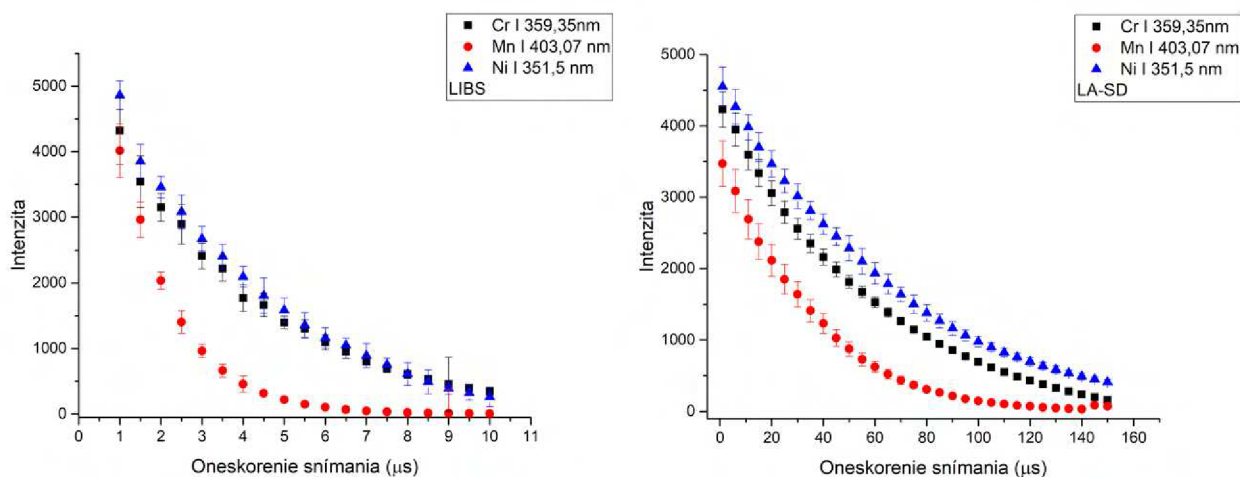 Cr I 359,35nm
Mn I 403,07 nm
Ni I 351,5 nm
LIBS
5000
4000
3000
2000
1000
0
Intenzita
0 1 2 3 4 5 6 7 8 9 10 11
Oneskorenie snímania (μs)
Cr I 359,35nm
Mn I 403,07 nm
Ni I 351,5 nm
LA-SD
5000
4000
3000
2000
1000
0
Intenzita
0 20 40 60 80 100 120 140 160
Oneskorenie snímania (μs)